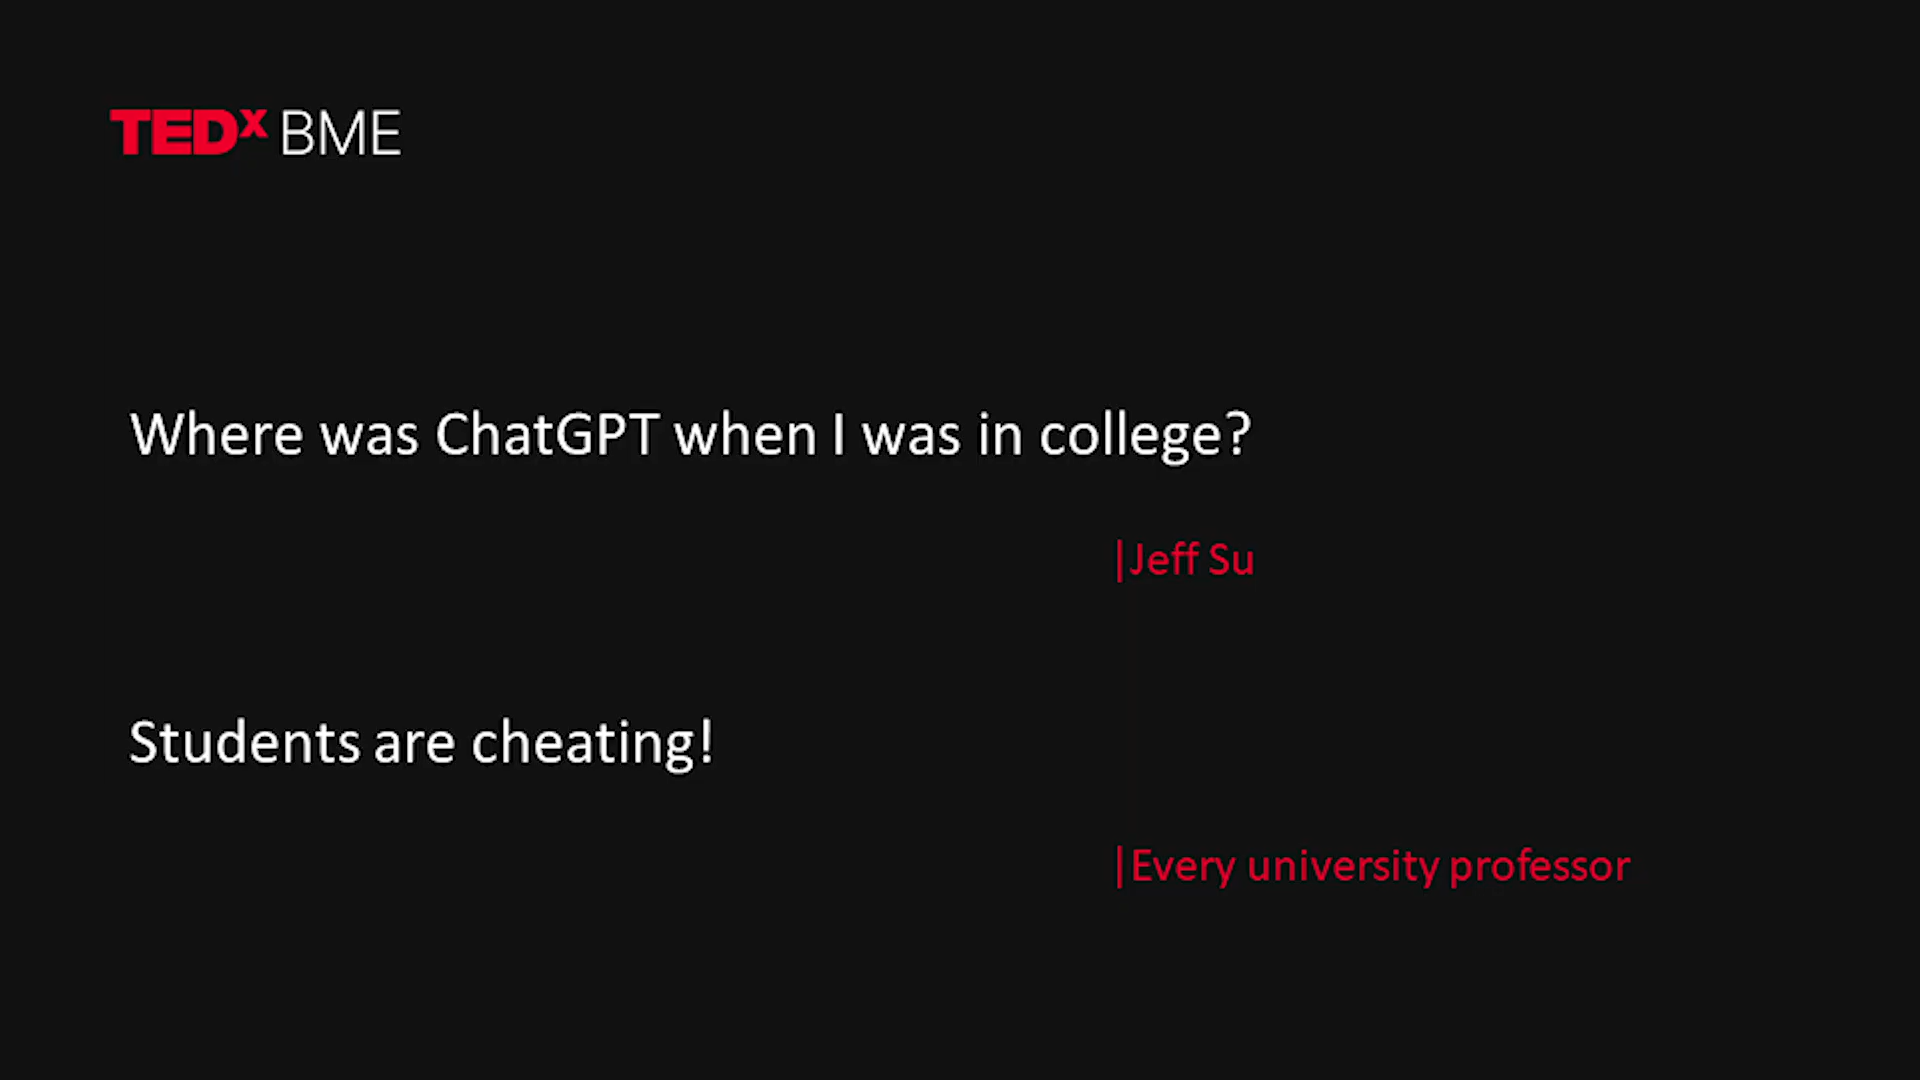 TEDx BME
Where was ChatGPT when I was in college?
|Jeff Su
Students are cheating!
|Every university professor